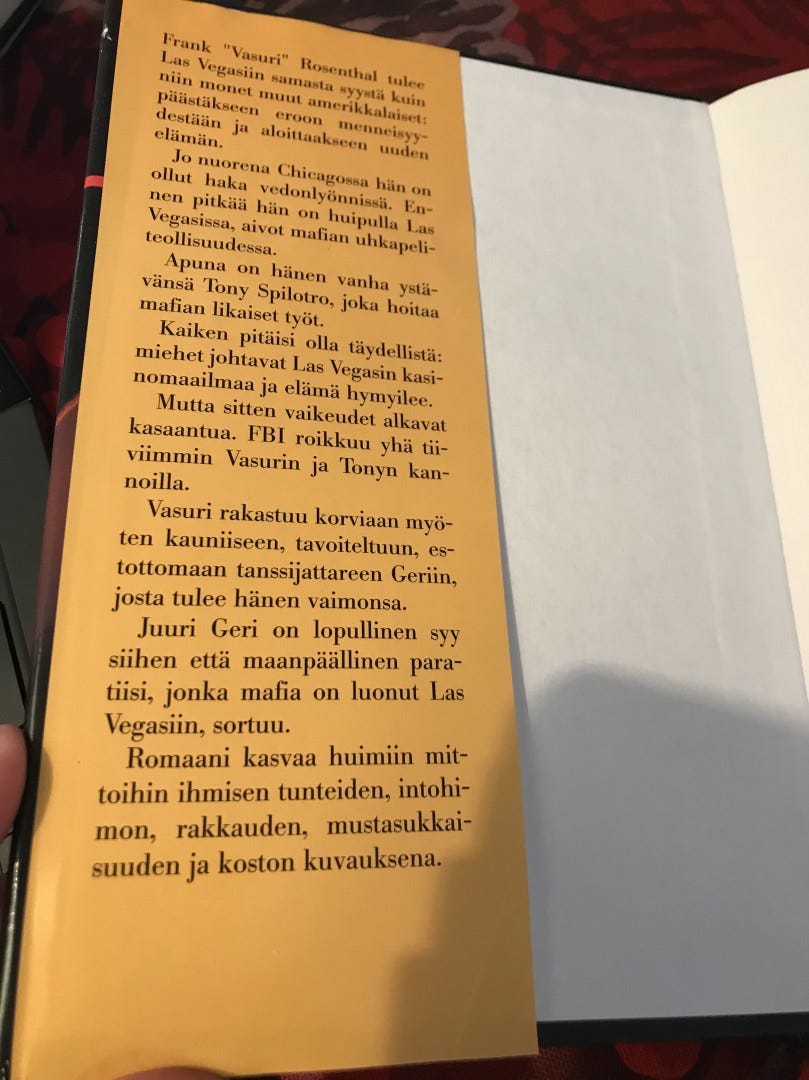 Frank "Vasuri" Rosenthal tulee
Las Vegasiin samasta syystä kuin
niin monet muut amerikkalaiset:
päästäkseen eroon menneisyy-
destään ja aloittaakseen uuden
elämän.
Jo nuorena Chicagossa hän on
ollut haka vedonlyönnissä. En-
nen pitkää hän on huipulla Las
Vegasissa, aivot mafian uhkapeli-
teollisuudessa.
Apuna on hänen vanha ystä-
vänsä Tony Spilotro, joka hoitaa
mafian likaiset työt.
Kaiken pitäisi olla täydellistä:
miehet johtavat Las Vegasin kasi-
nomaailmaa ja elämä hymyilee.
Mutta sitten vaikeudet alkavat
kasaantua. FBI roikkuu yhä tii-
viimmin Vasurin ja Tonyn kan-
noilla.
Vasuri rakastuu korviaan myö-
ten kauniiseen, tavoiteltuun, es-
tottomaan tanssijattareen Geriin,
josta tulee hänen vaimonsa.
Juuri Geri on lopullinen syy
siihen että maanpäällinen para-
tiisi, jonka mafia on luonut Las
Vegasiin, sortuu.
Romaani kasvaa huimiin mit-
toihin ihmisen tunteiden, intohi-
mon, rakkauden, mustasukkai-
suuden ja koston kuvauksena.